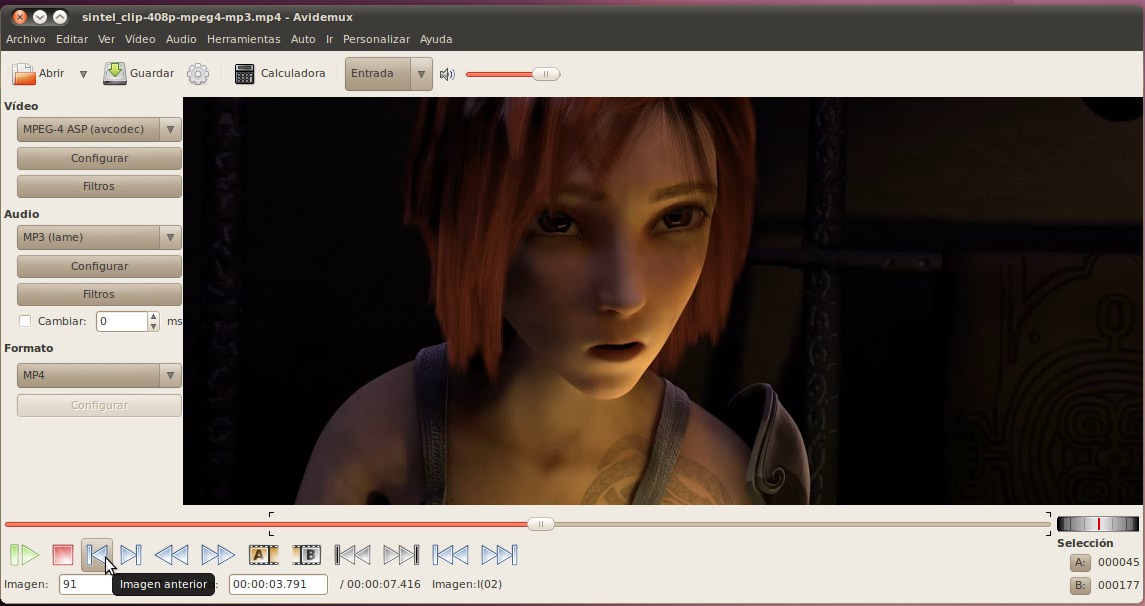 sintel_clip-408p-mpeg4-mp3.mp4 - Avidemux
Archivo Editar Ver Vídeo Audio Herramientas Auto Ir Personalizar Ayuda
Abrir Guardar Calculadora Entrada
Vídeo
MPEG-4 ASP (avcodec)
Configurar
Filtros
Audio
MP3 (lame)
Configurar
Filtros
Cambiar: 0 ms
Formato
MP4
Configurar
A B
Selección
A: 000045
B: 000177
Imagen: 91 Imagen anterior : 00:00:03.791 / 00:00:07.416 Imagen:I(02)